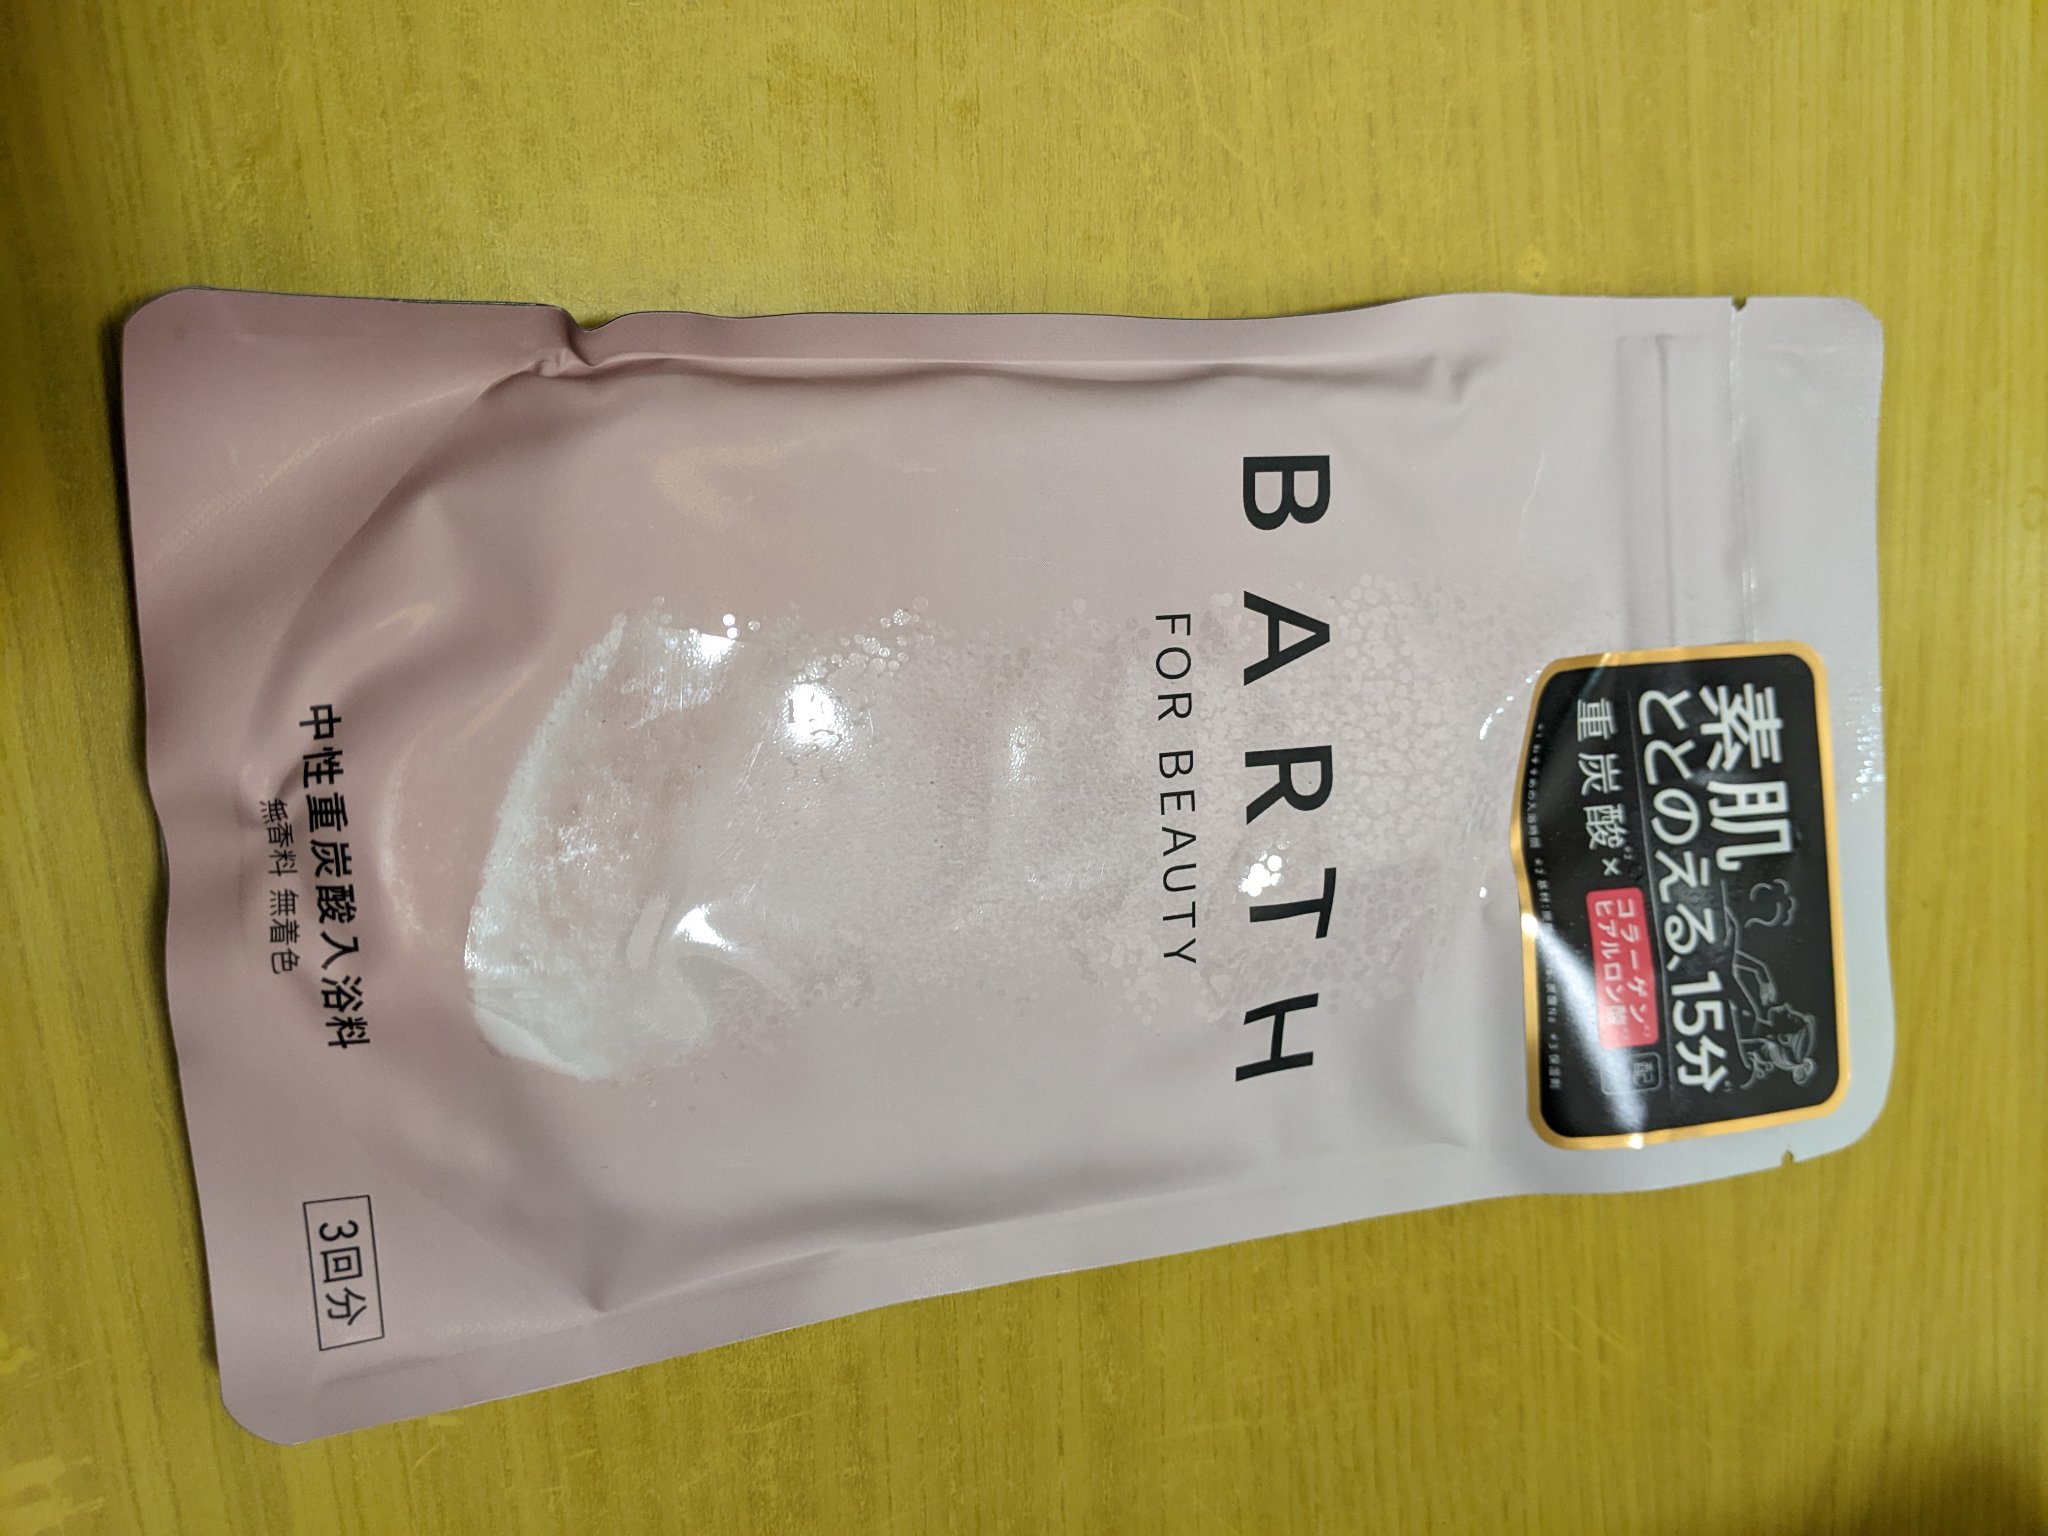 素肌
ととのえる、15分
重炭酸×
コラーゲン
ヒアルロン酸
配
BARTH
FOR BEAUTY
中性重炭酸入浴料
無香料 無着色
3回分